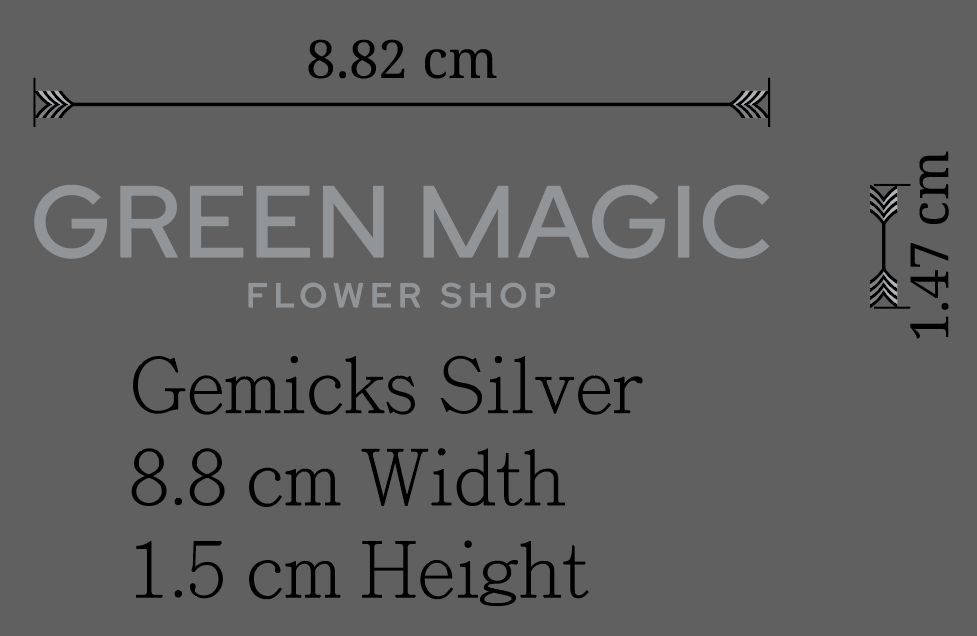 8.82 cm
1.47 cm
GREEN MAGIC
FLOWER SHOP
Gemicks Silver
8.8 cm Width
1.5 cm Height